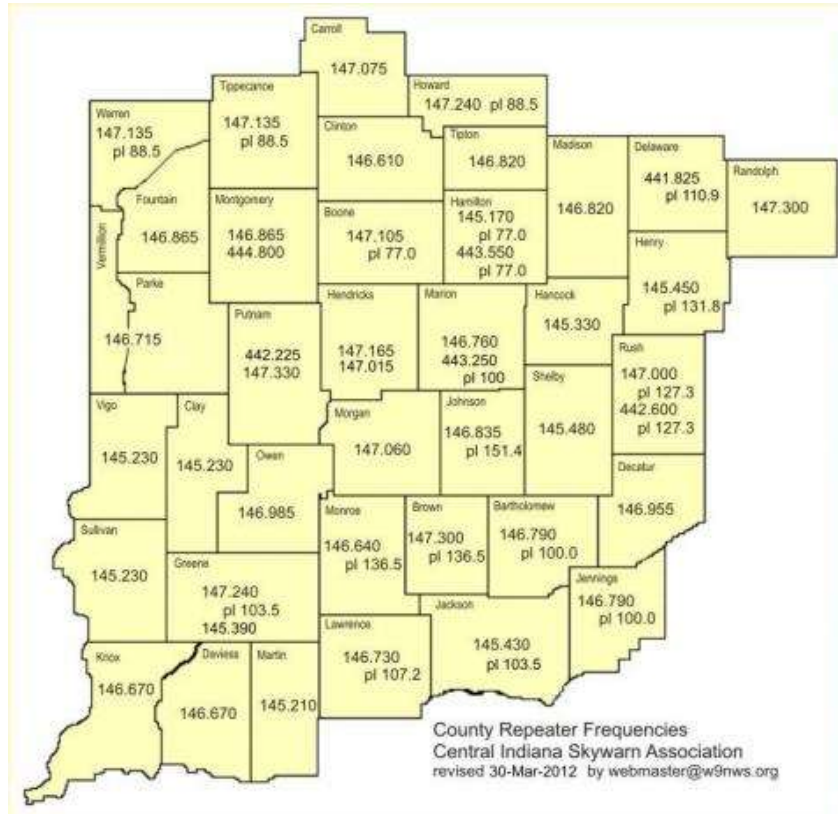 Carroll
147.075
Tippecanoe
147.135
pl 88.5
Howard
147.240 pl 88.5
Warren
147.135
pl 88.5
Clinton
146.610
Tipton
146.820
Madison
146.820
Delaware
441.825
pl 110.9
Randolph
147.300
Fountain
146.865
Montgomery
146.865
444.800
Boone
147.105
pl 77.0
Hamilton
145.170
pl 77.0
443.550
pl 77.0
Henry
145.450
pl 131.8
Vermillion
Parke
146.715
Putnam
442.225
147.330
Hendricks
147.165
147.015
Marion
146.760
443.250
pl 100
Hancock
145.330
Rush
147.000
pl 127.3
442.600
pl 127.3
Shelby
145.480
Vigo
145.230
Clay
145.230
Morgan
147.060
Johnson
146.835
pl 151.4
Owen
146.985
Decatur
146.955
Monroe
146.640
pl 136.5
Brown
147.300
pl 136.5
Bartholomew
146.790
pl 100.0
Sullivan
145.230
Greene
147.240
pl 103.5
145.390
Jennings
146.790
pl 100.0
Lawrence
146.730
pl 107.2
Jackson
145.430
pl 103.5
Knox
146.670
Daviess
146.670
Martin
145.210
County Repeater Frequencies
Central Indiana Skywarn Association
revised 30-Mar-2012 by webmaster@w9nws.org